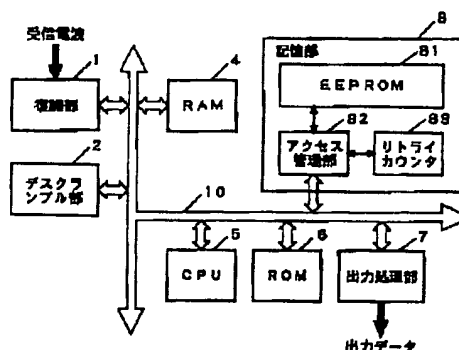 受信電波
1
復調部
4
RAM
2
デスクランブル部
8
記憶部
81
EEPROM
82
アクセス
管理部
83
リトライ
カウンタ
10
5
CPU
6
ROM
7
出力処理部
出力データ